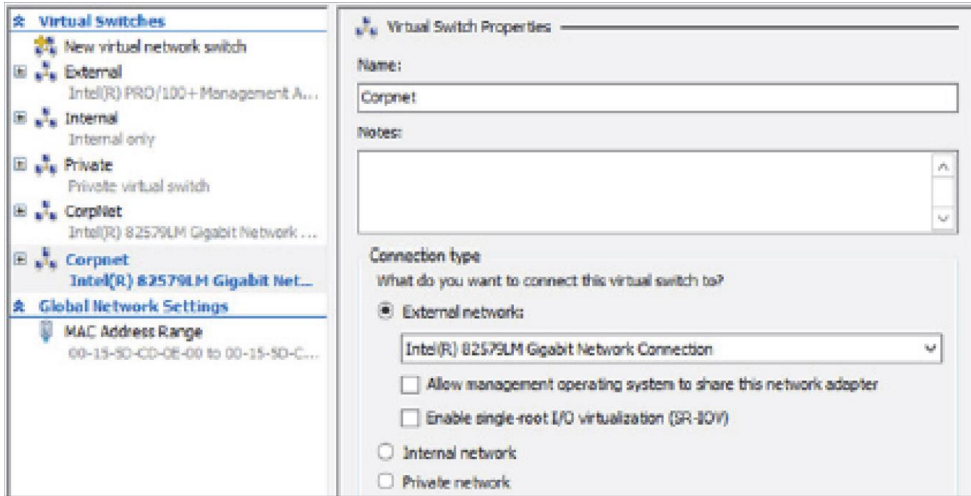 Virtual Switches
New virtual network switch
External
Intel(R) PRO/100+ Management A...
Internal
Internal only
Private
Private virtual switch
CorpNet
Intel(R) 82579LM Gigabit Network ...
Corpnet
Intel(R) 82579LM Gigabit Net...
Global Network Settings
MAC Address Range
00-15-5D-CD-0E-00 to 00-15-5D-C...
Virtual Switch Properties
Name:
Corpnet
Notes:
Connection type
What do you want to connect this virtual switch to?
External network:
Intel(R) 82579LM Gigabit Network Connection
Allow management operating system to share this network adapter
Enable single-root I/O virtualization (SR-IOV)
Internal network
Private network